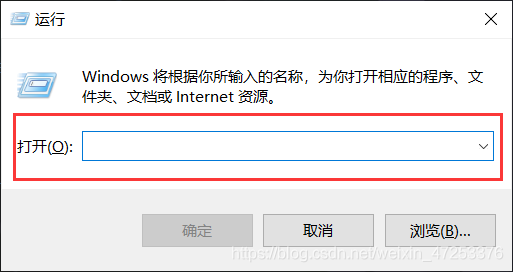 运行
Windows 将根据你所输入的名称，为你打开相应的程序、文
件夹、文档或 Internet 资源。
打开(O):
确定
取消
浏览(B)...
https://blog.csdn.net/weixin_47253376